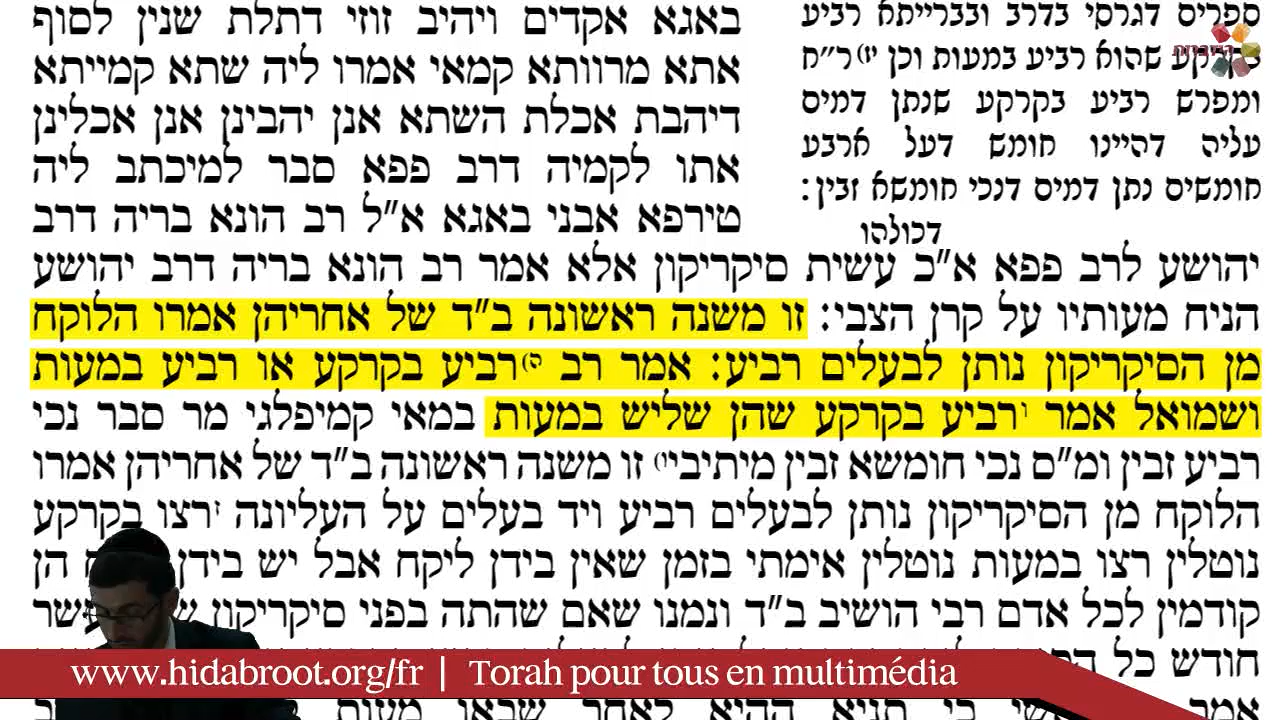 ספרים דגרסי בדרב ובברייתא רביע
שהוא רביע במעות וכן יז) ר״ח
ומפרש רביע בקרקע שנתן דמים
עליה דהיינו חומש דעל ארבע
חומשים נתן דמים דנכי חומשא זבין:
דכולהו
באגא אקדים ויהיב זוזי דתלת שנין לסוף
אתא מרוותא קמאי אמרו ליה שתא קמייתא
דיהבת אכלת השתא אנן יהבינן אנן אכלינן
אתו לקמיה דרב פפא סבר למיכתב ליה
טירפא אבני באגא א"ל רב הונא בריה דרב
יהושע לרב פפא א"כ עשית סיקריקון אלא אמר רב הונא בריה דרב יהושע
הניח מעותיו על קרן הצבי: זו משנה ראשונה ב"ד של אחריהן אמרו הלוקח
מן הסיקריקון נותן לבעלים רביע: אמר רב ה) רביע בקרקע או רביע במעות
ושמואל אמר ו רביע בקרקע שהן שליש במעות במאי קמיפלגי מר סבר נכי
רביע זבין ומ"ס נכי חומשא זבין מיתיבי ו) זו משנה ראשונה ב"ד של אחריהן אמרו
הלוקח מן הסיקריקון נותן לבעלים רביע ויד בעלים על העליונה ז רצו בקרקע
נוטלין רצו במעות נוטלין אימתי בזמן שאין בידן ליקח אבל יש בידן הן
קודמין לכל אדם רבי הושיב ב"ד ונמנו שאם שהתה בפני סיקריקון
חודש כל
אמר
www.hidabroot.org/fr | Torah pour tous en multimédia